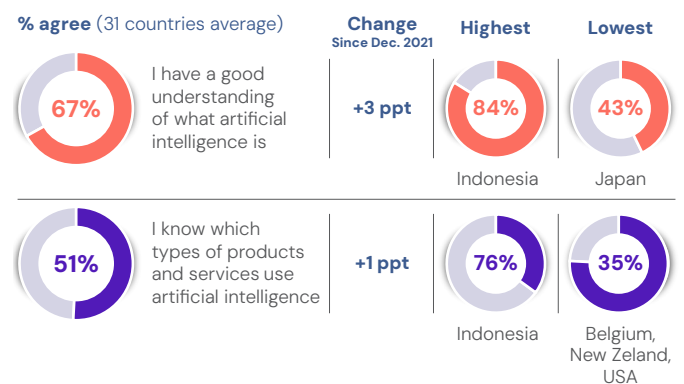 % agree (31 countries average)
Change
Since Dec. 2021
Highest
Lowest
67%
I have a good
understanding
of what artificial
intelligence is
+3 ppt
84%
Indonesia
43%
Japan
51%
I know which
types of products
and services use
artificial intelligence
+1 ppt
76%
Indonesia
35%
Belgium,
New Zeland,
USA